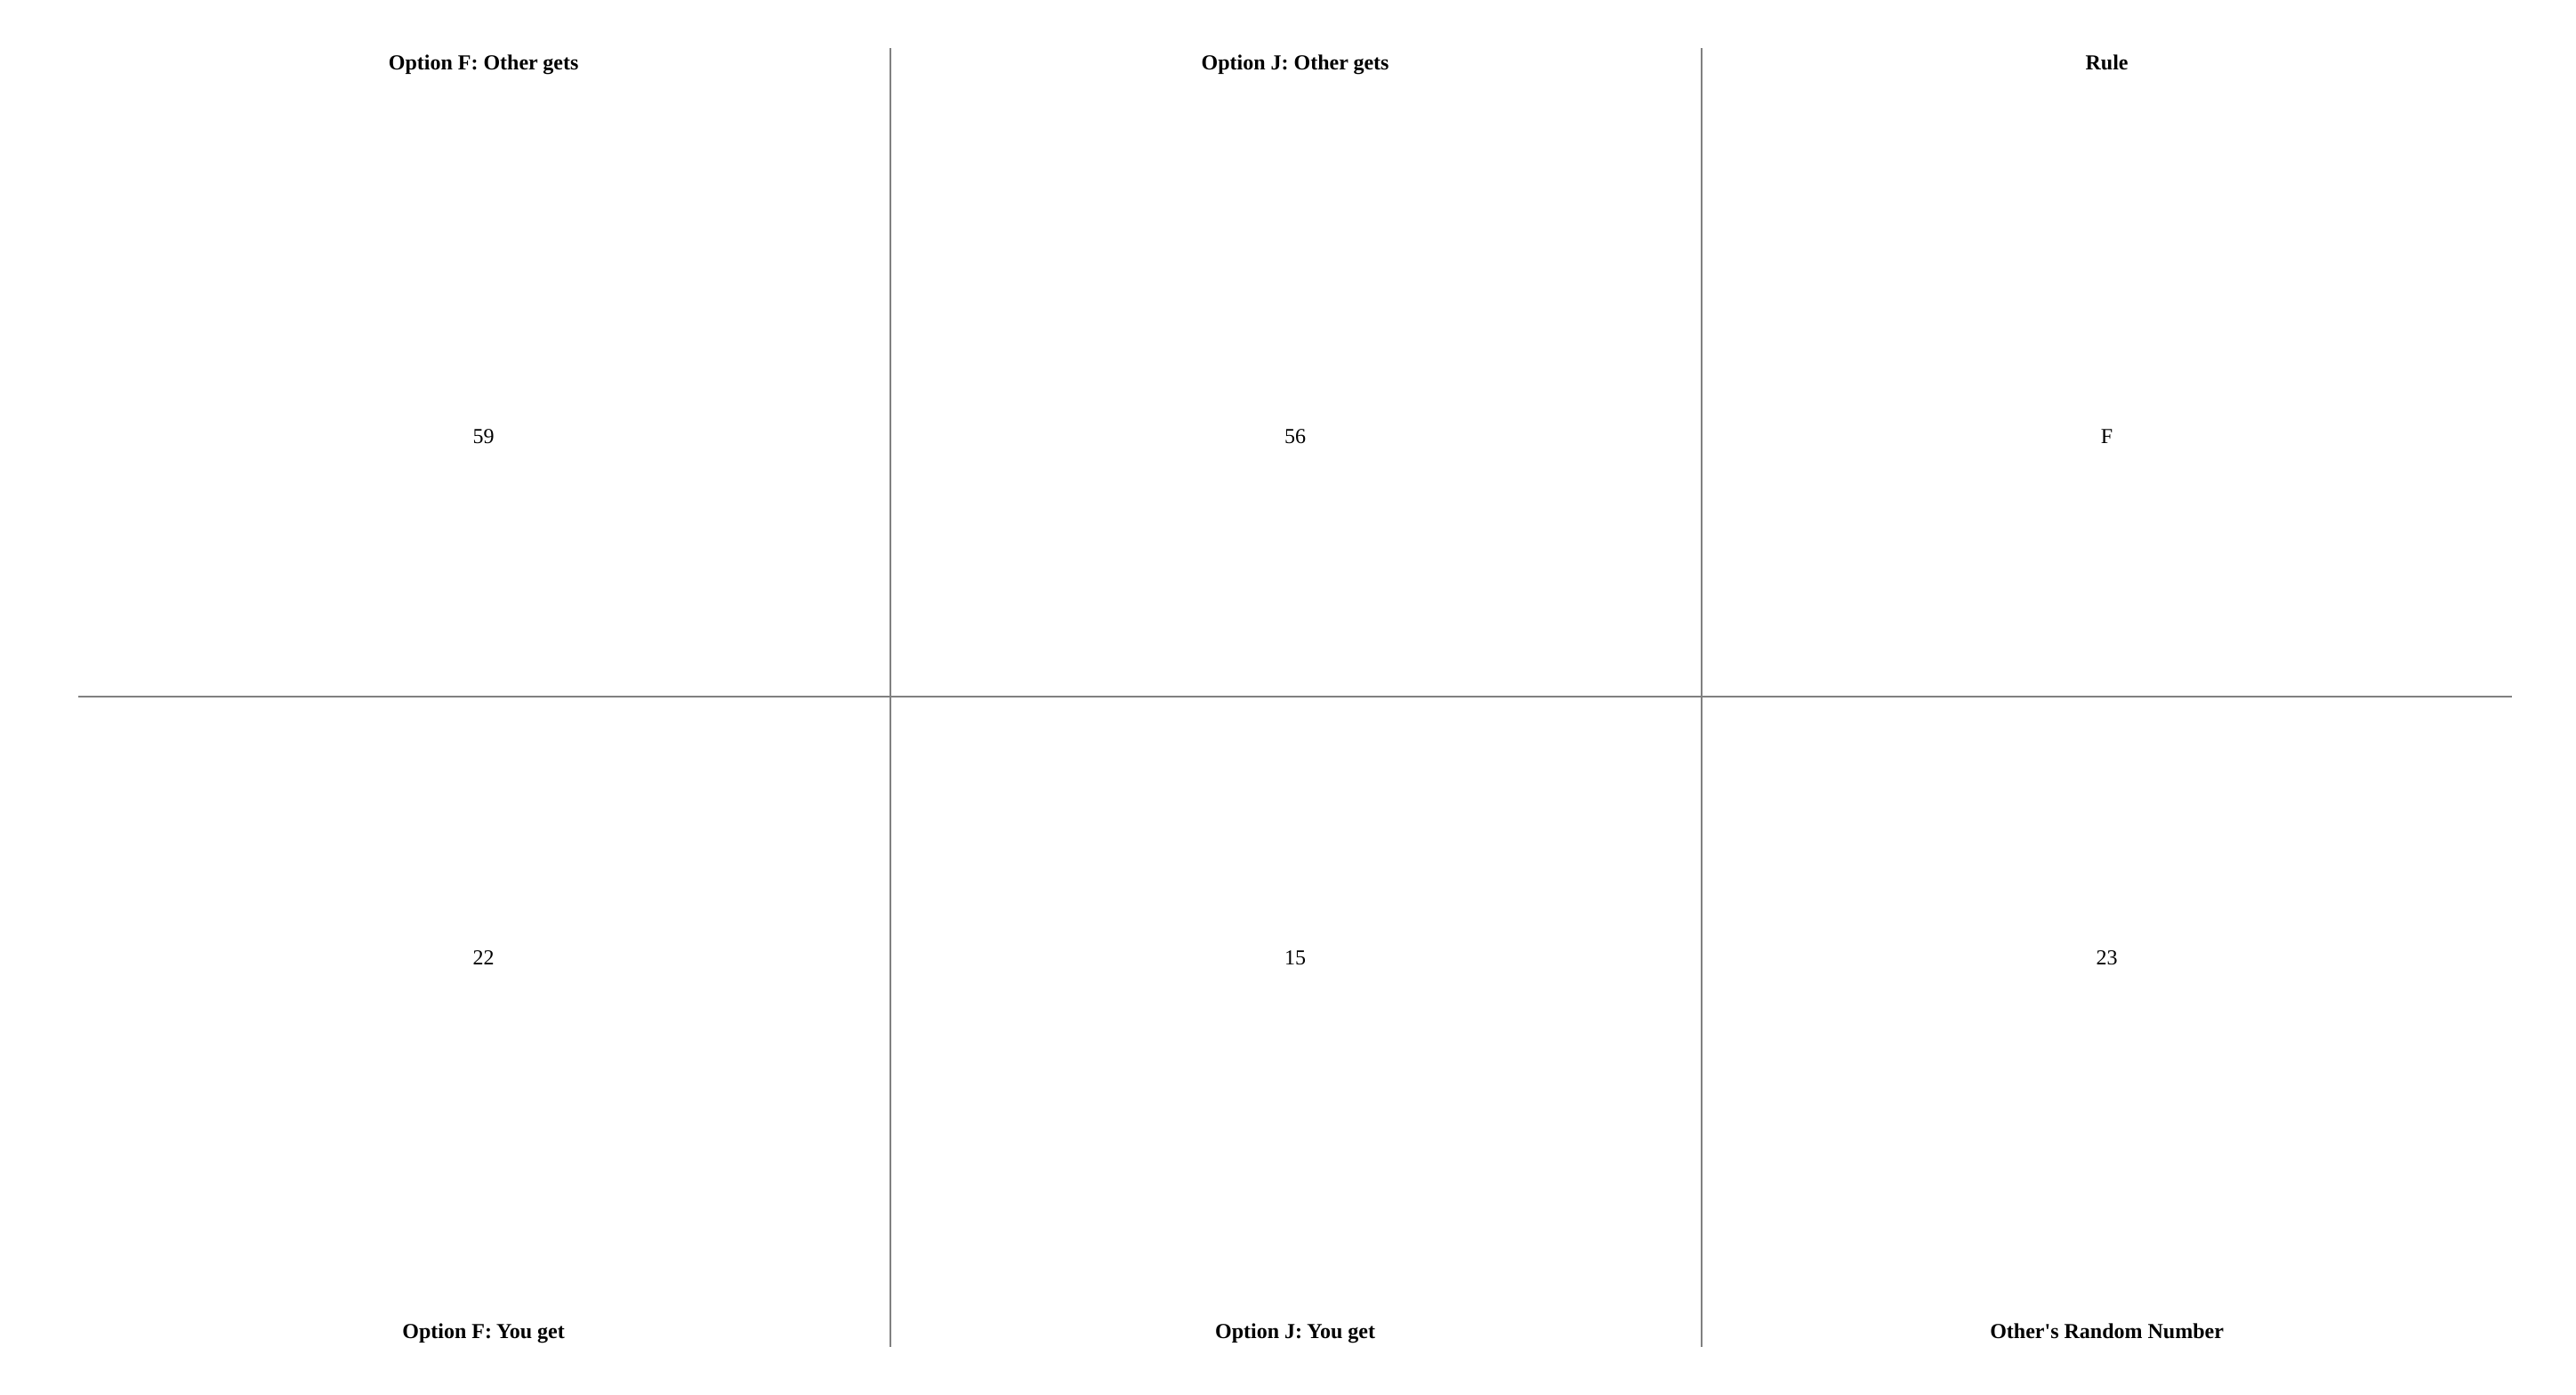 Option F: Other gets
Option J: Other gets
Rule
59
56
F
22
15
23
Option F: You get
Option J: You get
Other's Random Number